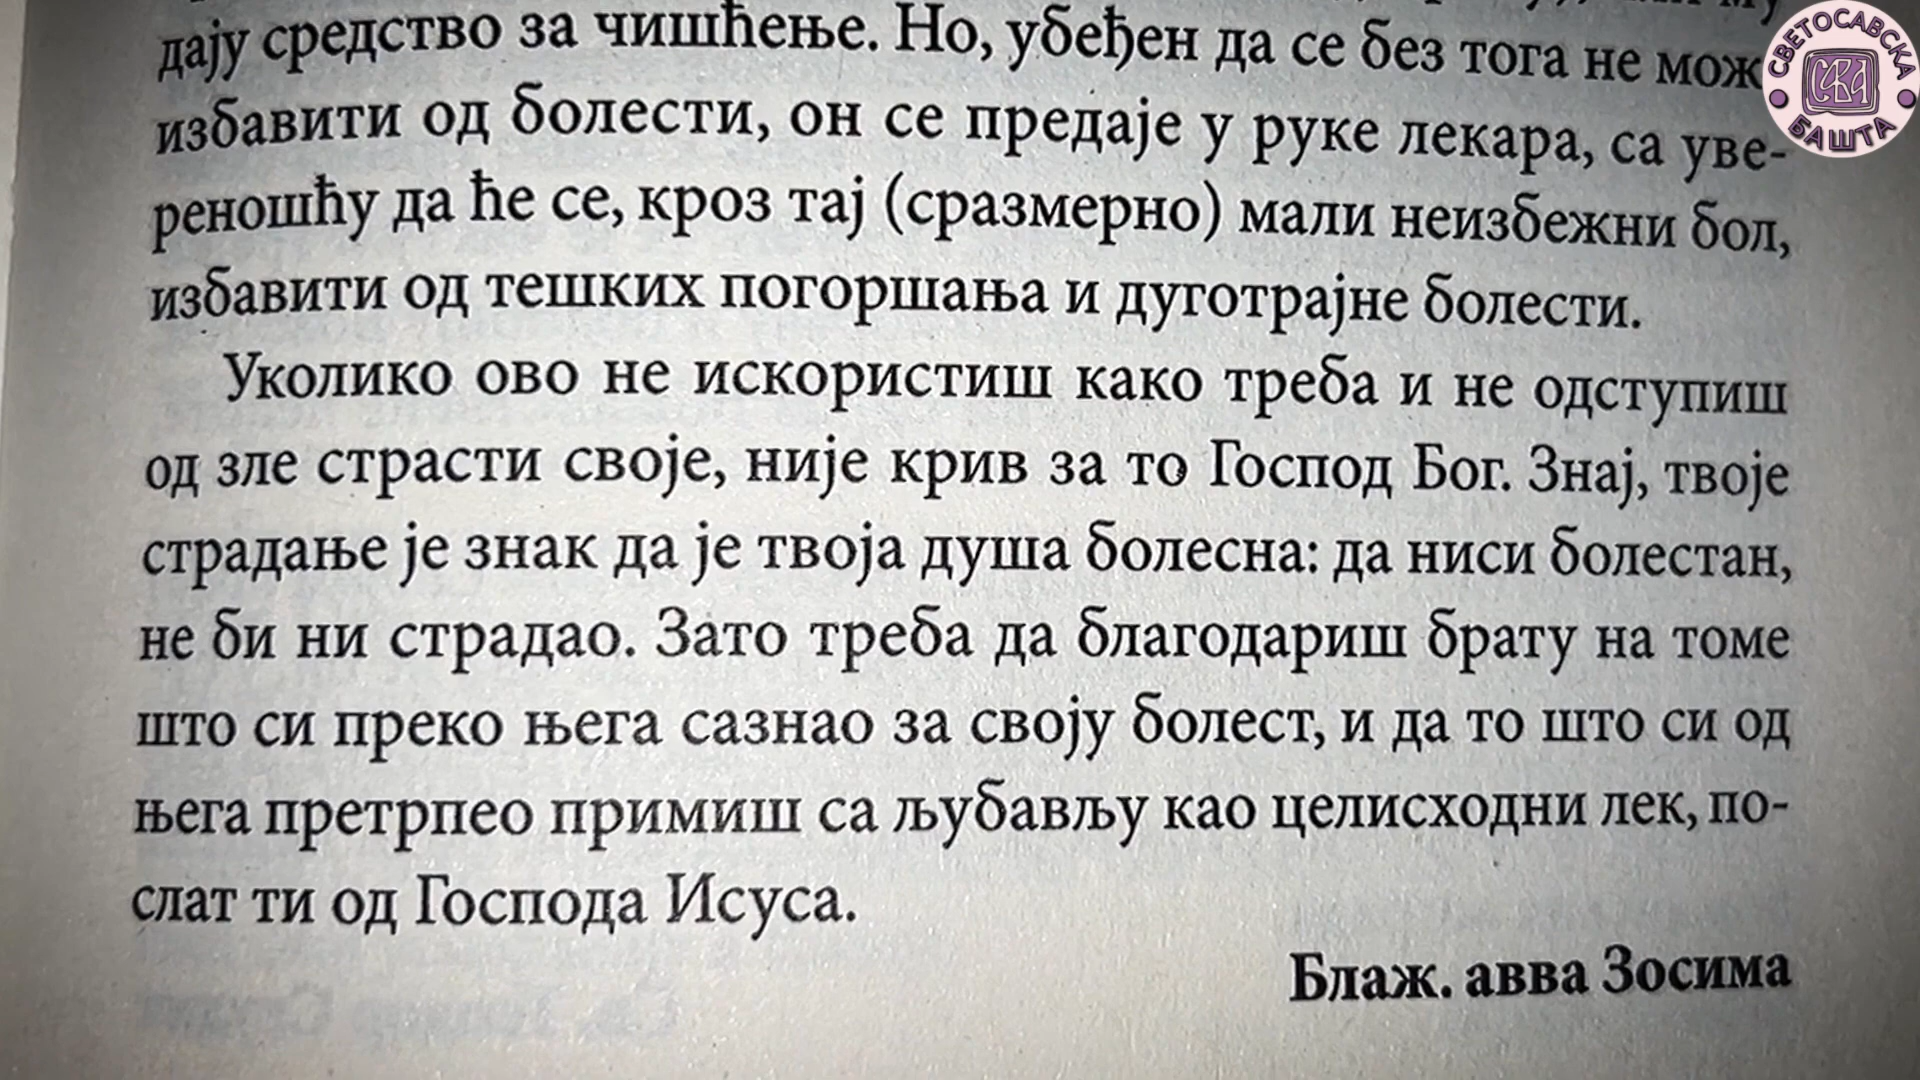 дају средство за чишћење. Но, убеђен да се без тога не мож
избавити од болести, он се предаје у руке лекара, са уве-
реношћу да ће се, кроз тај (сразмерно) мали неизбежни бол,
избавити од тешких погоршања и дуготрајне болести.
Уколико ово не искористиш како треба и не одступиш
од зле страсти своје, није крив за то Господ Бог. Знај, твоје
страдање је знак да је твоја душа болесна: да ниси болестан,
не би ни страдао. Зато треба да благодариш брату на томе
што си преко њега сазнао за своју болест, и да то што си од
њега претрпео примиш са љубављу као целисходни лек, по-
слат ти од Господа Исуса.
Блаж. авва Зосима
СВЕТОСАВСКА
САВА
БАШТА